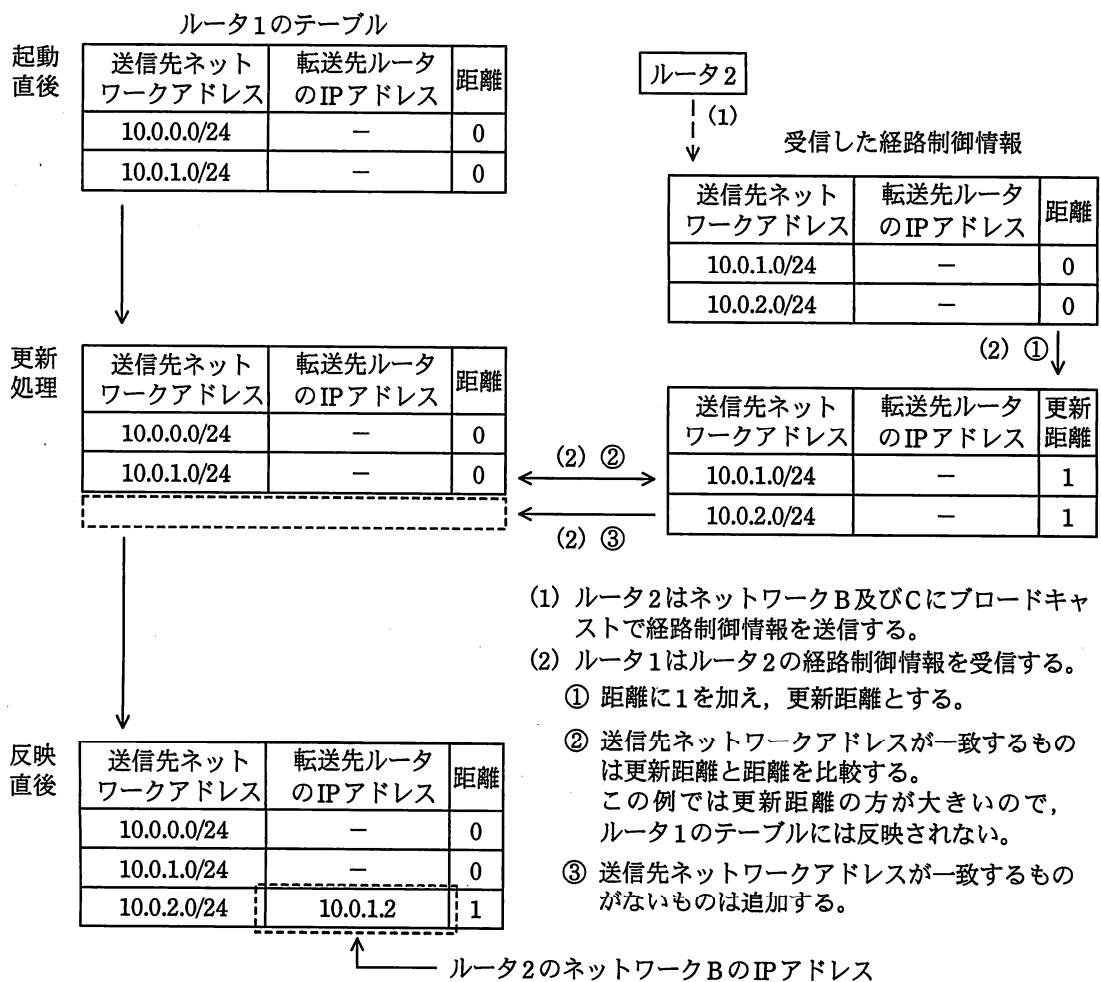 ルータ1のテーブル
起動
直後
送信先ネット
ワークアドレス
転送先ルータ
のIPアドレス
距離
10.0.0.0/24 － 0
10.0.1.0/24 － 0
ルータ2
(1)
受信した経路制御情報
送信先ネット
ワークアドレス
転送先ルータ
のIPアドレス
距離
10.0.1.0/24 － 0
10.0.2.0/24 － 0
(2) ①
更新
処理
送信先ネット
ワークアドレス
転送先ルータ
のIPアドレス
距離
10.0.0.0/24 － 0
10.0.1.0/24 － 0
(2) ②
(2) ③
送信先ネット
ワークアドレス
転送先ルータ
のIPアドレス
更新
距離
10.0.1.0/24 － 1
10.0.2.0/24 － 1
(1) ルータ2はネットワークB及びCにブロードキャ
ストで経路制御情報を送信する。
(2) ルータ1はルータ2の経路制御情報を受信する。
① 距離に1を加え，更新距離とする。
② 送信先ネットワークアドレスが一致するもの
は更新距離と距離を比較する。
この例では更新距離の方が大きいので，
ルータ1のテーブルには反映されない。
③ 送信先ネットワークアドレスが一致するもの
がないものは追加する。
反映
直後
送信先ネット
ワークアドレス
転送先ルータ
のIPアドレス
距離
10.0.0.0/24 － 0
10.0.1.0/24 － 0
10.0.2.0/24 10.0.1.2 1
ルータ2のネットワークBのIPアドレス